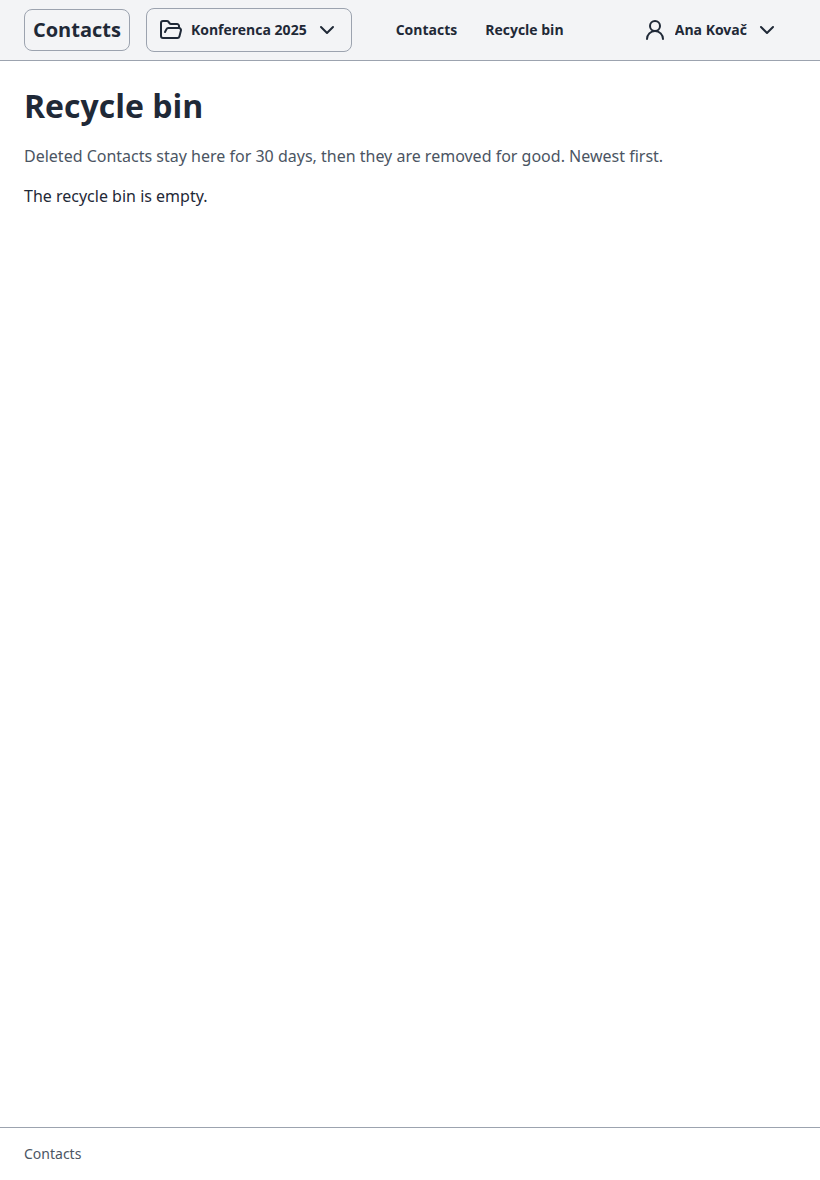 Contacts Konferenca 2025 Contacts Recycle bin Ana Kovač
Recycle bin
Deleted Contacts stay here for 30 days, then they are removed for good. Newest first.
The recycle bin is empty.
Contacts